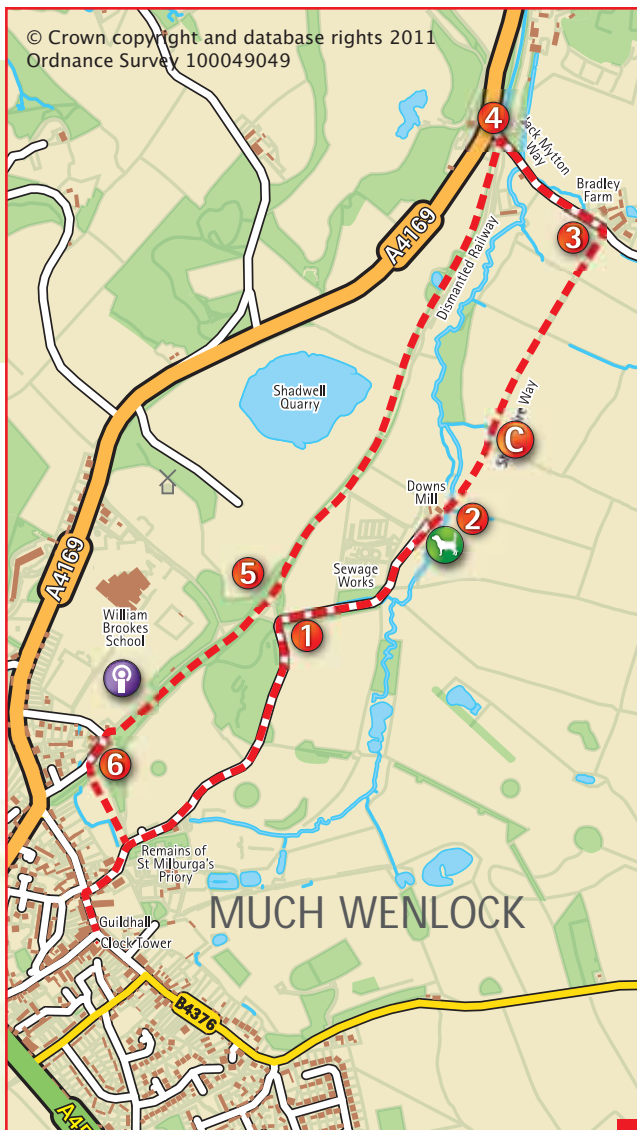 © Crown copyright and database rights 2011
Ordnance Survey 100049049
4
Jack Mytton
Way
Bradley
Farm
3
A4169
Dismantled Railway
Shadwell
Quarry
C
Way
Downs
Mill
2
A4169
5
Sewage
Works
William
Brookes
School
1
6
Remains of
St Milburga's
Priory
MUCH WENLOCK
Guildhall
Clock Tower
B4376